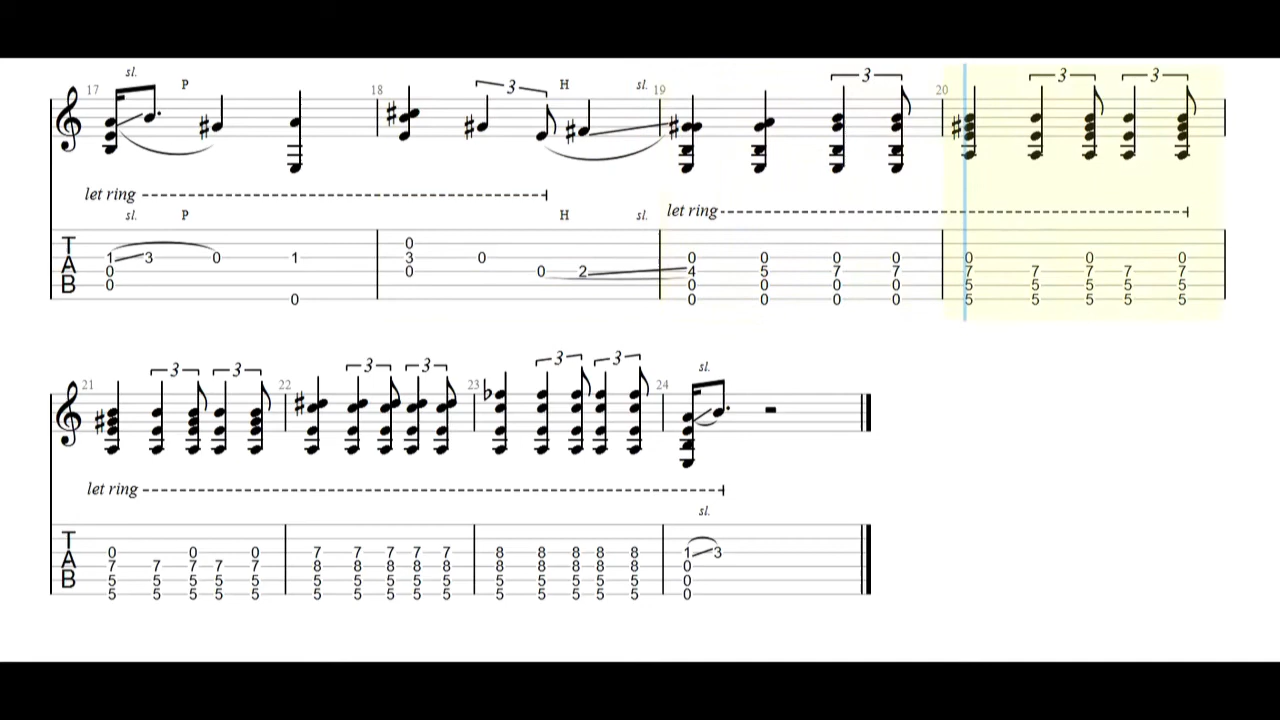 sl. P
17 18 3 H sl. 19 3 20 3 3
let ring
let ring
sl. P H sl.
T 0
1 3 0 1 3 0 0 0 0 0 0 0 0
A 0 0 0 2 4 5 7 7 7 7 7 7 7
B 0 0 0 0 0 5 5 5 5 5
0 0 0 0 0 5 5 5 5 5
21 3 3 22 3 3 23 3 3 24 sl.
let ring
sl.
T 0 0 0 7 7 7 7 7 8 8 8 8 8 1 3
A 7 7 7 7 7 8 8 8 8 8 8 8 8 8 8 0
B 5 5 5 5 5 5 5 5 5 5 5 5 5 5 5 0
5 5 5 5 5 5 5 5 5 5 5 5 5 5 5 0